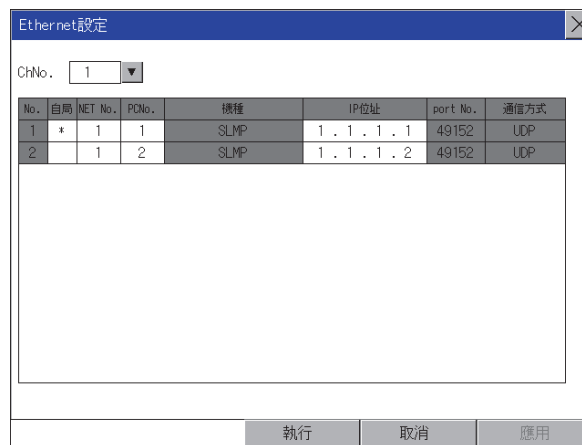 Ethernet設定
ChNo. 1 ▼
No. 自局 NET No. PCNo. 機種 IP位址 port No. 通信方式
1 * 1 1 SLMP 1 . 1 . 1 . 1 49152 UDP
2 1 2 SLMP 1 . 1 . 1 . 2 49152 UDP
執行 取消 應用